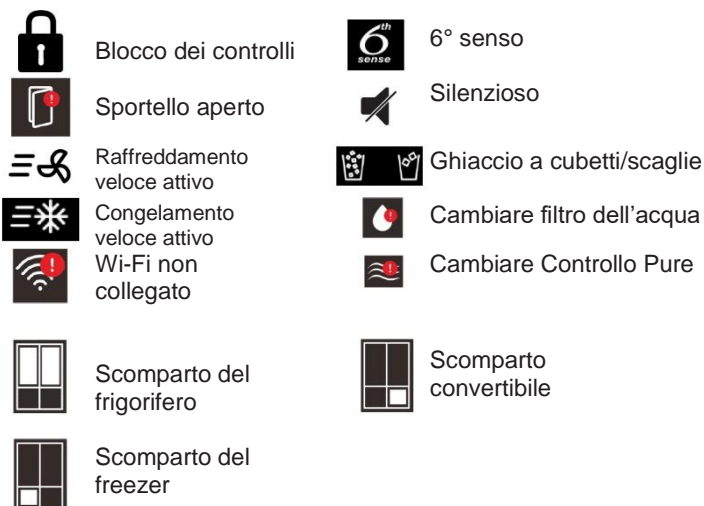 Blocco dei controlli
Sportello aperto
Raffreddamento
veloce attivo
Congelamento
veloce attivo
Wi-Fi non
collegato
Scomparto del
frigorifero
Scomparto del
freezer
6th
sense
6° senso
Silenzioso
Ghiaccio a cubetti/scaglie
Cambiare filtro dell’acqua
Cambiare Controllo Pure
Scomparto
convertibile